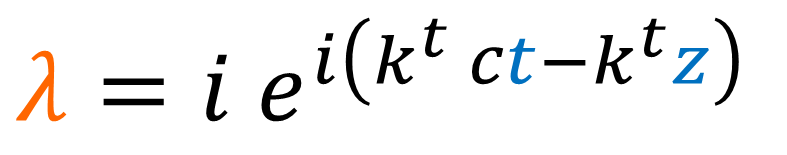 λ = i e^{i(k^t ct−k^t z)}